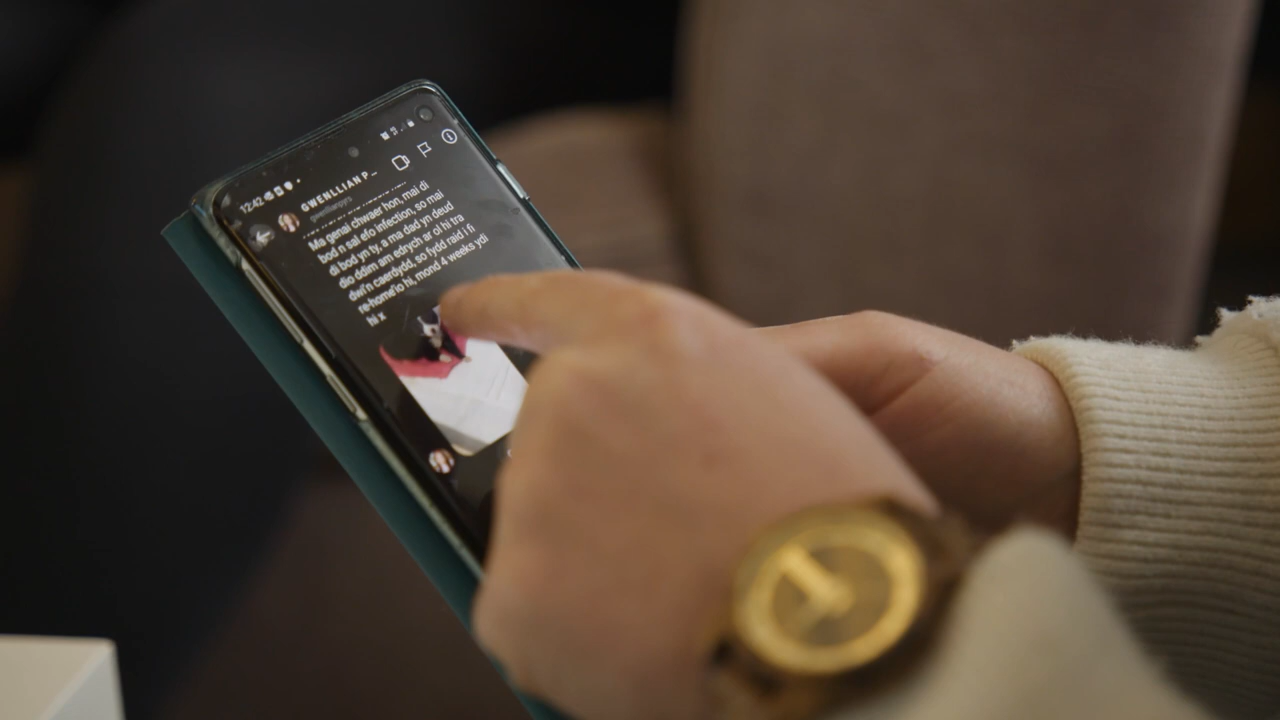 12:42
GWENLLIAN P...
Ma genai chwaer hon, mai di
bod n sal efo infection, so mai
di bod yn ty, a ma dad yn deud
dio ddim am edrych ar ol hi tra
dwi'n caerdydd, so fydd raid i fi
re-home'io hi, mond 4 weeks ydi
hi x